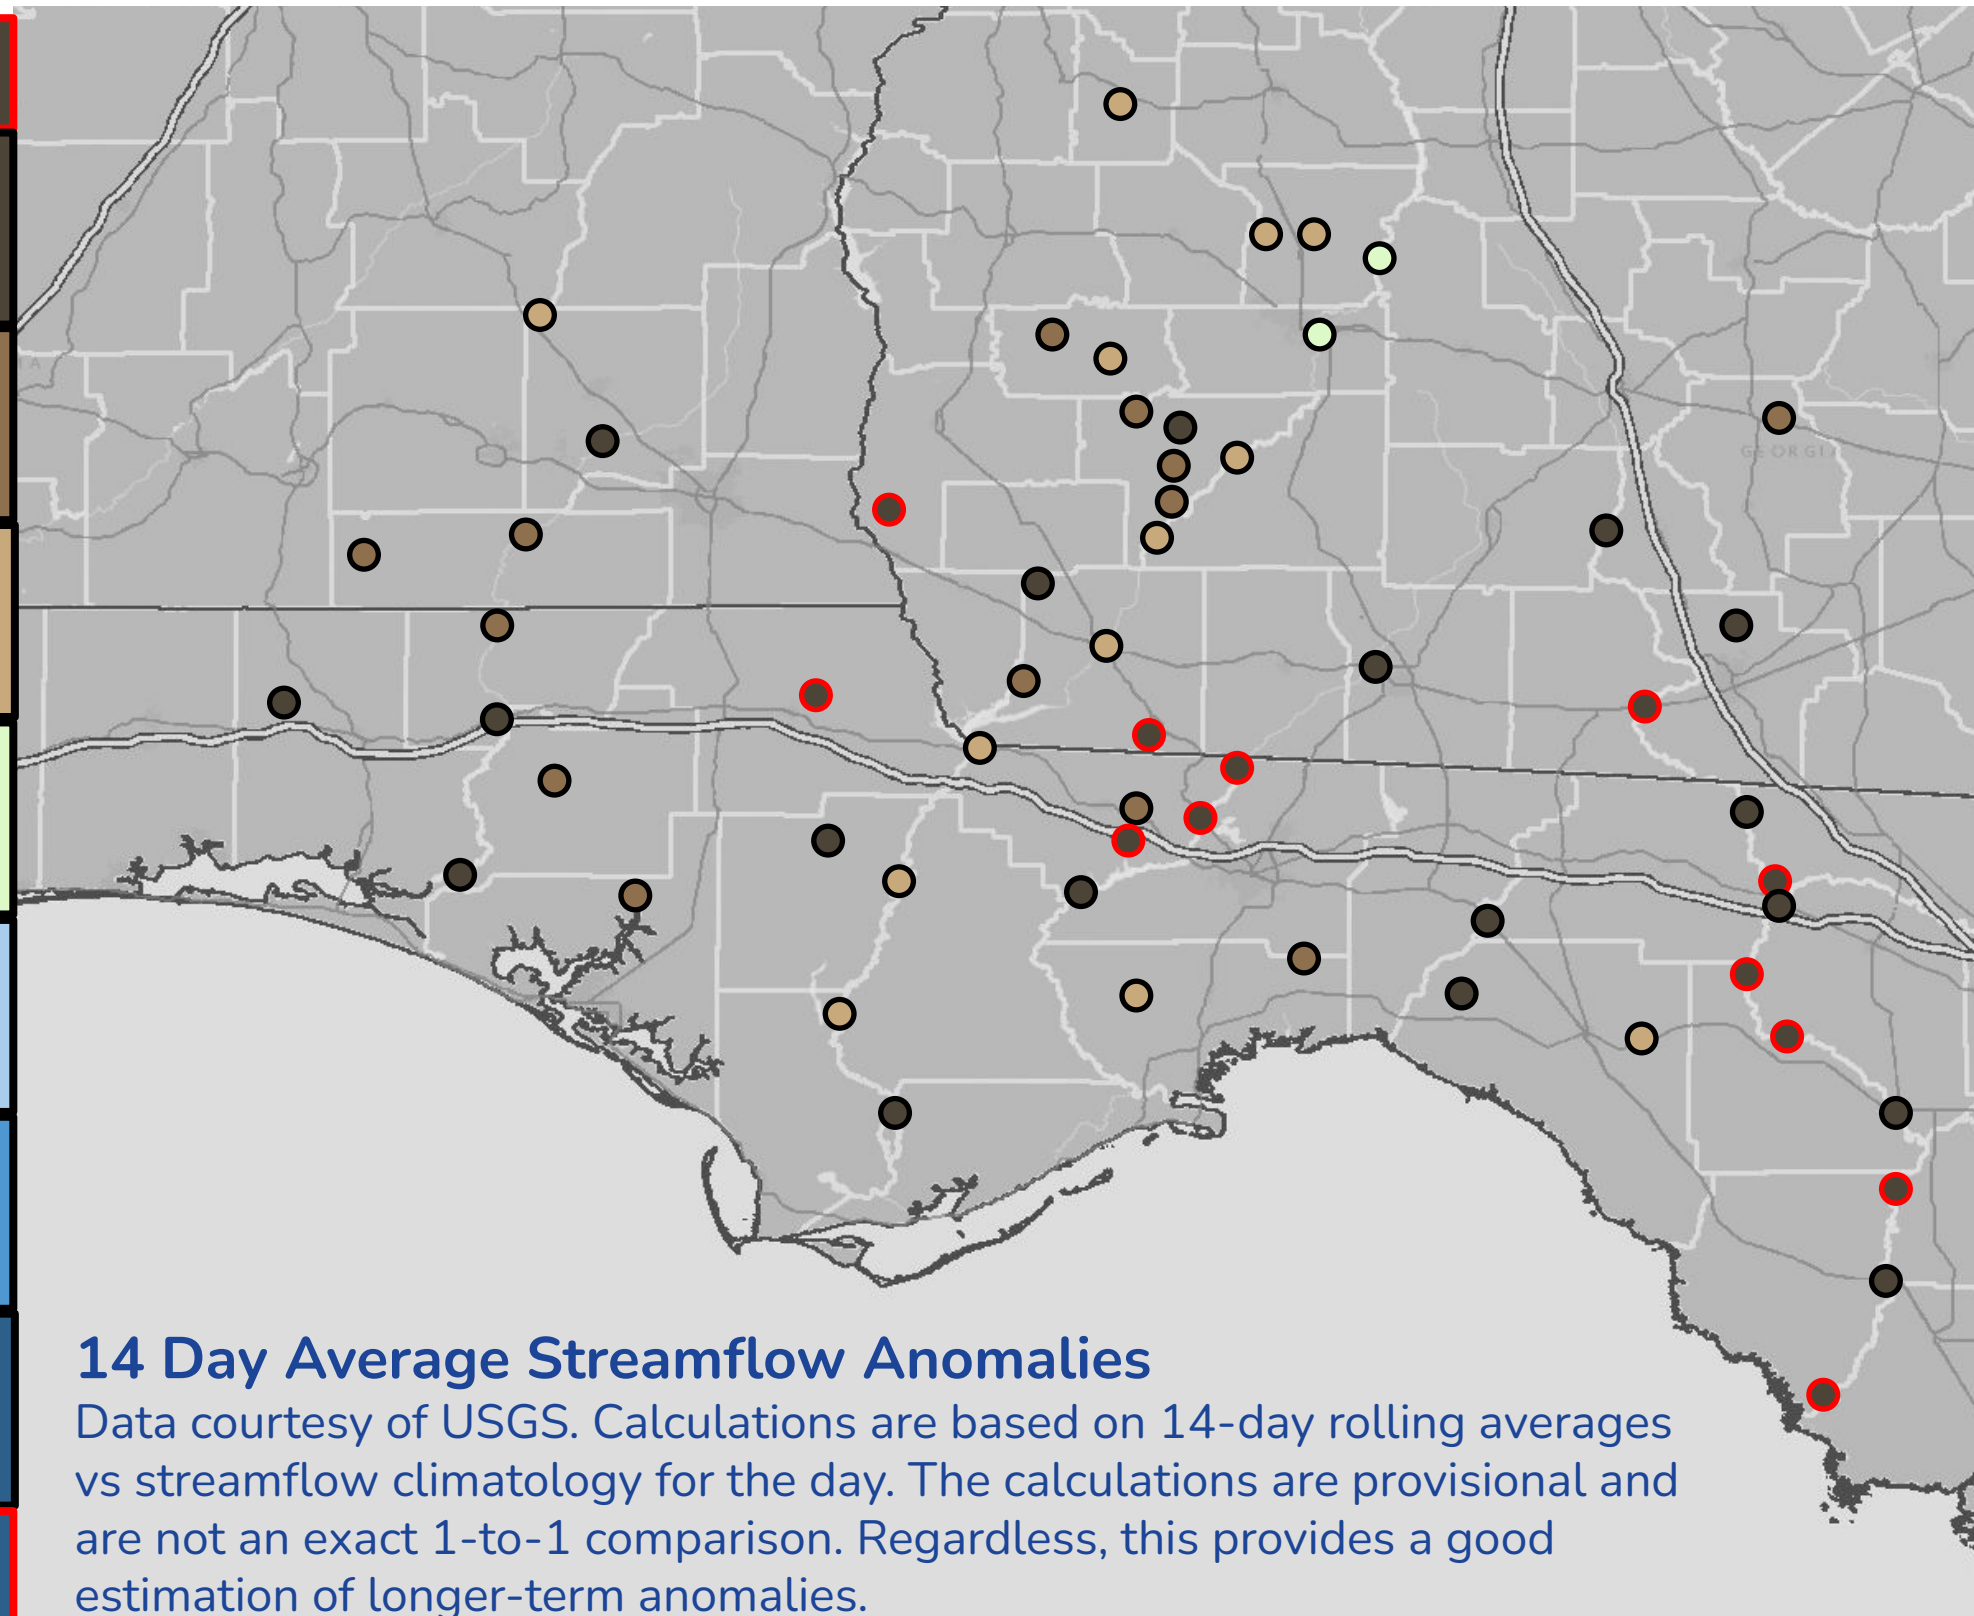 GEORGIA
14 Day Average Streamflow Anomalies
Data courtesy of USGS. Calculations are based on 14-day rolling averages
vs streamflow climatology for the day. The calculations are provisional and
are not an exact 1-to-1 comparison. Regardless, this provides a good
estimation of longer-term anomalies.